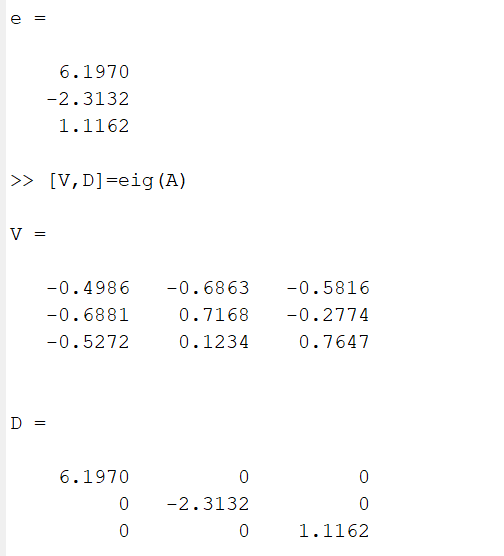 e =
6.1970
-2.3132
1.1162
>> [V,D]=eig(A)
V =
-0.4986 -0.6863 -0.5816
-0.6881 0.7168 -0.2774
-0.5272 0.1234 0.7647
D =
6.1970 0 0
0 -2.3132 0
0 0 1.1162